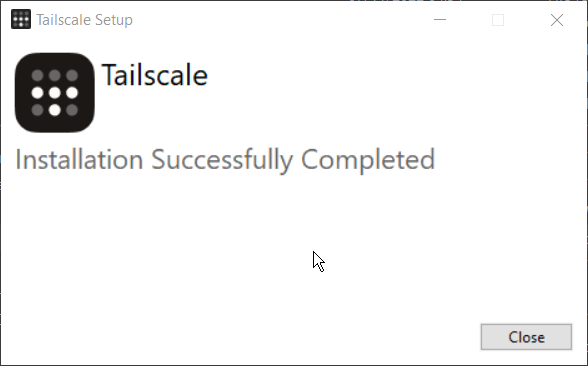 Tailscale Setup
Tailscale
Installation Successfully Completed
Close